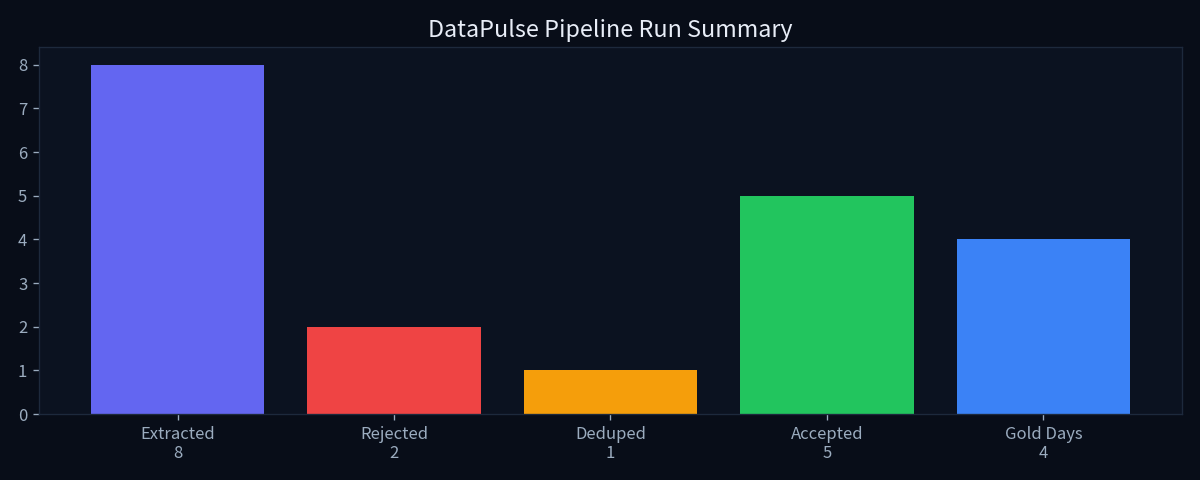 DataPulse Pipeline Run Summary
8
7
6
5
4
3
2
1
0
Extracted
8
Rejected
2
Deduped
1
Accepted
5
Gold Days
4